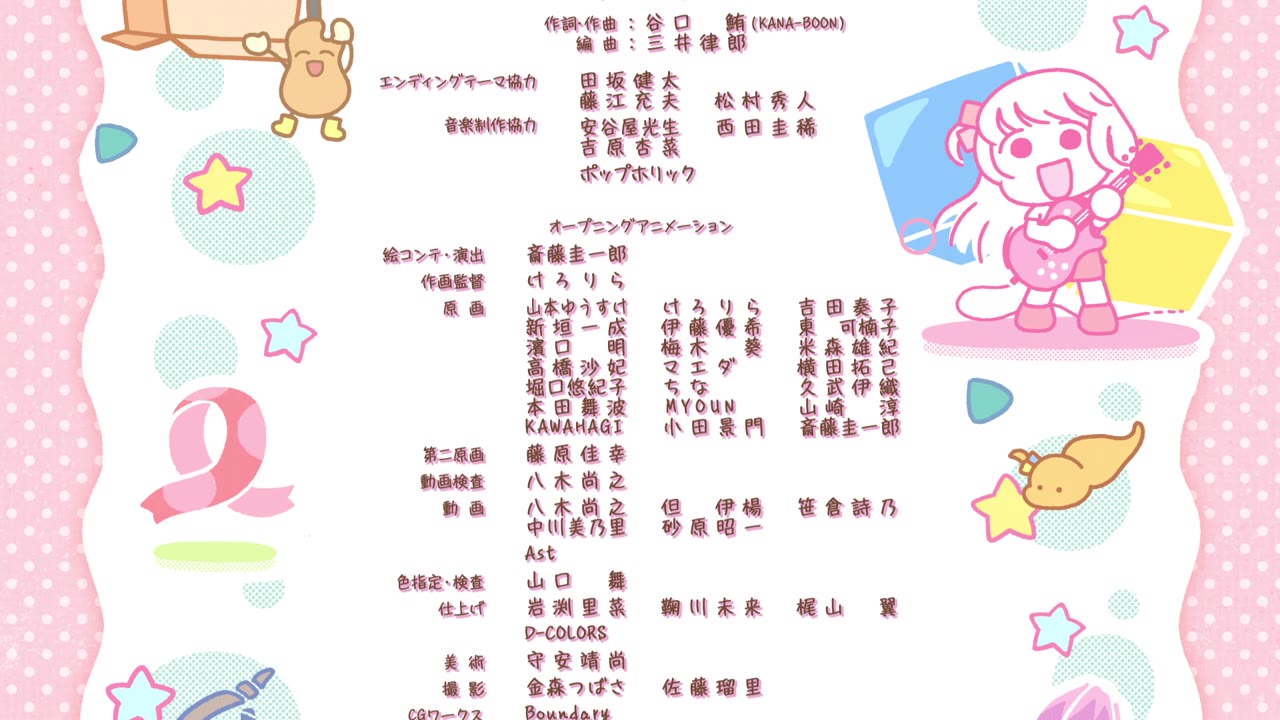 作詞・作曲：谷口 鮪(KANA-BOON)
編曲：三井律郎
エンディングテーマ協力 田坂健太
藤江充夫 松村秀人
音楽制作協力 安谷屋光生 西田圭稀
吉原杏菜
ポップホリック
オープニングアニメーション
絵コンテ・演出 斎藤圭一郎
作画監督 けろりら
原画 山本ゆうすけ けろりら 吉田奏子
新垣一成 伊藤優希 東 可楠子
濱口 明 梅木 葵 米森雄紀
高橋沙妃 マエダ 横田拓己
堀口悠紀子 ちな 久武伊織
本田舞波 MYOUN 山崎 淳
KAWAHAGI 小田景門 斎藤圭一郎
第二原画 藤原佳幸
動画検査 八木尚之
動画 八木尚之 但 伊楊 笹倉詩乃
中川美乃里 砂原昭一
Ast
色指定・検査 山口 舞
仕上げ 岩渕里菜 鞠川未来 梶山 翼
D-COLORS
美術 守安靖尚
撮影 金森つばさ 佐藤瑠里
CGワークス Boundary